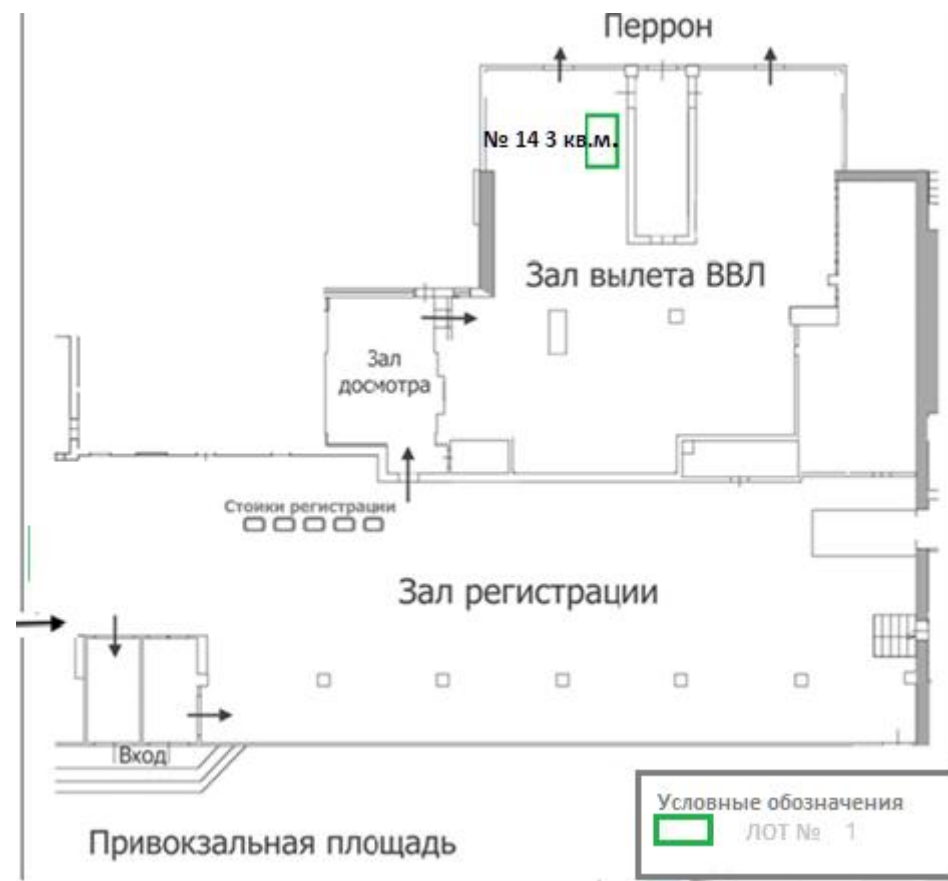 Перрон
№ 14 3 кв.м.
Зал вылета ВВЛ
Зал
досмотра
Стойки регистрации
Зал регистрации
Вход
Условные обозначения
ЛОТ № 1
Привокзальная площадь